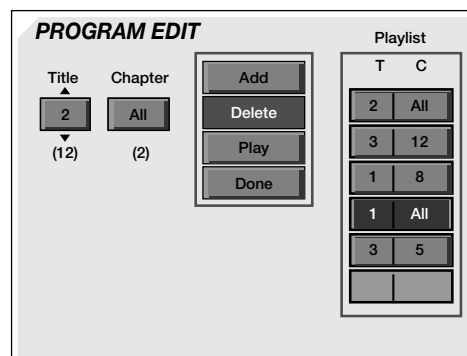 PROGRAM EDIT
Title Chapter
2 All
(12) (2)
Add
Delete
Play
Done
Playlist
T C
2 All
3 12
1 8
1 All
3 5